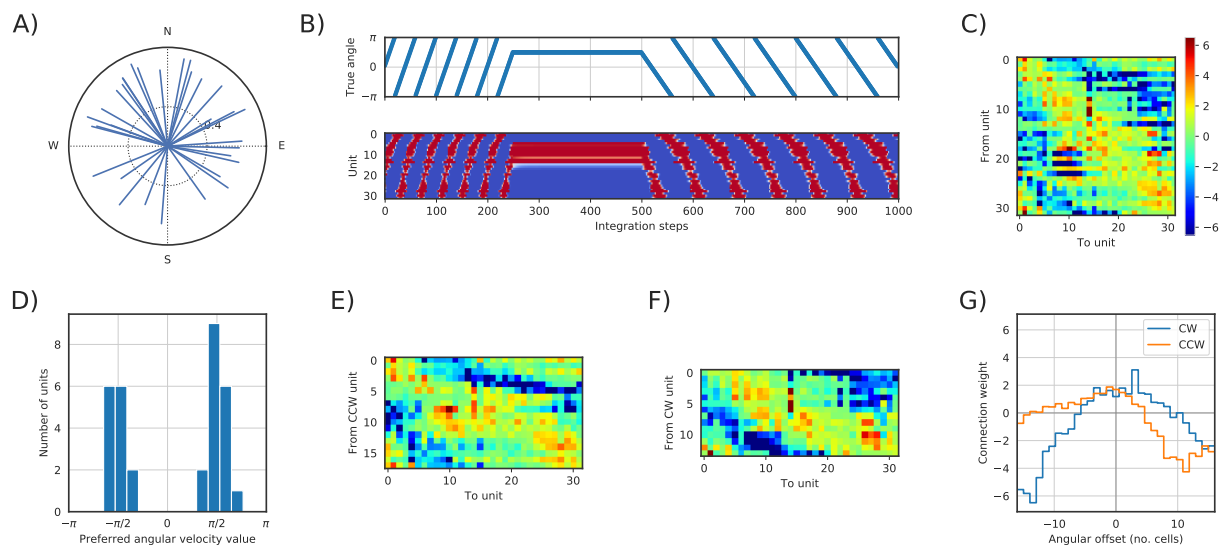 A)
N
W
E
S
0.4
B)
True angle
π
0
−π
Unit
0
10
20
30
0
100
200
300
400
500
600
700
800
900
1000
Integration steps
C)
From unit
0
10
20
30
0
10
20
30
To unit
6
4
2
0
−2
−4
−6
D)
Number of units
8
6
4
2
0
−π
−π/2
0
π/2
π
Preferred angular velocity value
E)
From CCW unit
0
5
10
15
0
10
20
30
To unit
F)
From CW unit
0
5
10
0
10
20
30
To unit
G)
CW
CCW
Connection weight
6
4
2
0
−2
−4
−6
−10
0
10
Angular offset (no. cells)